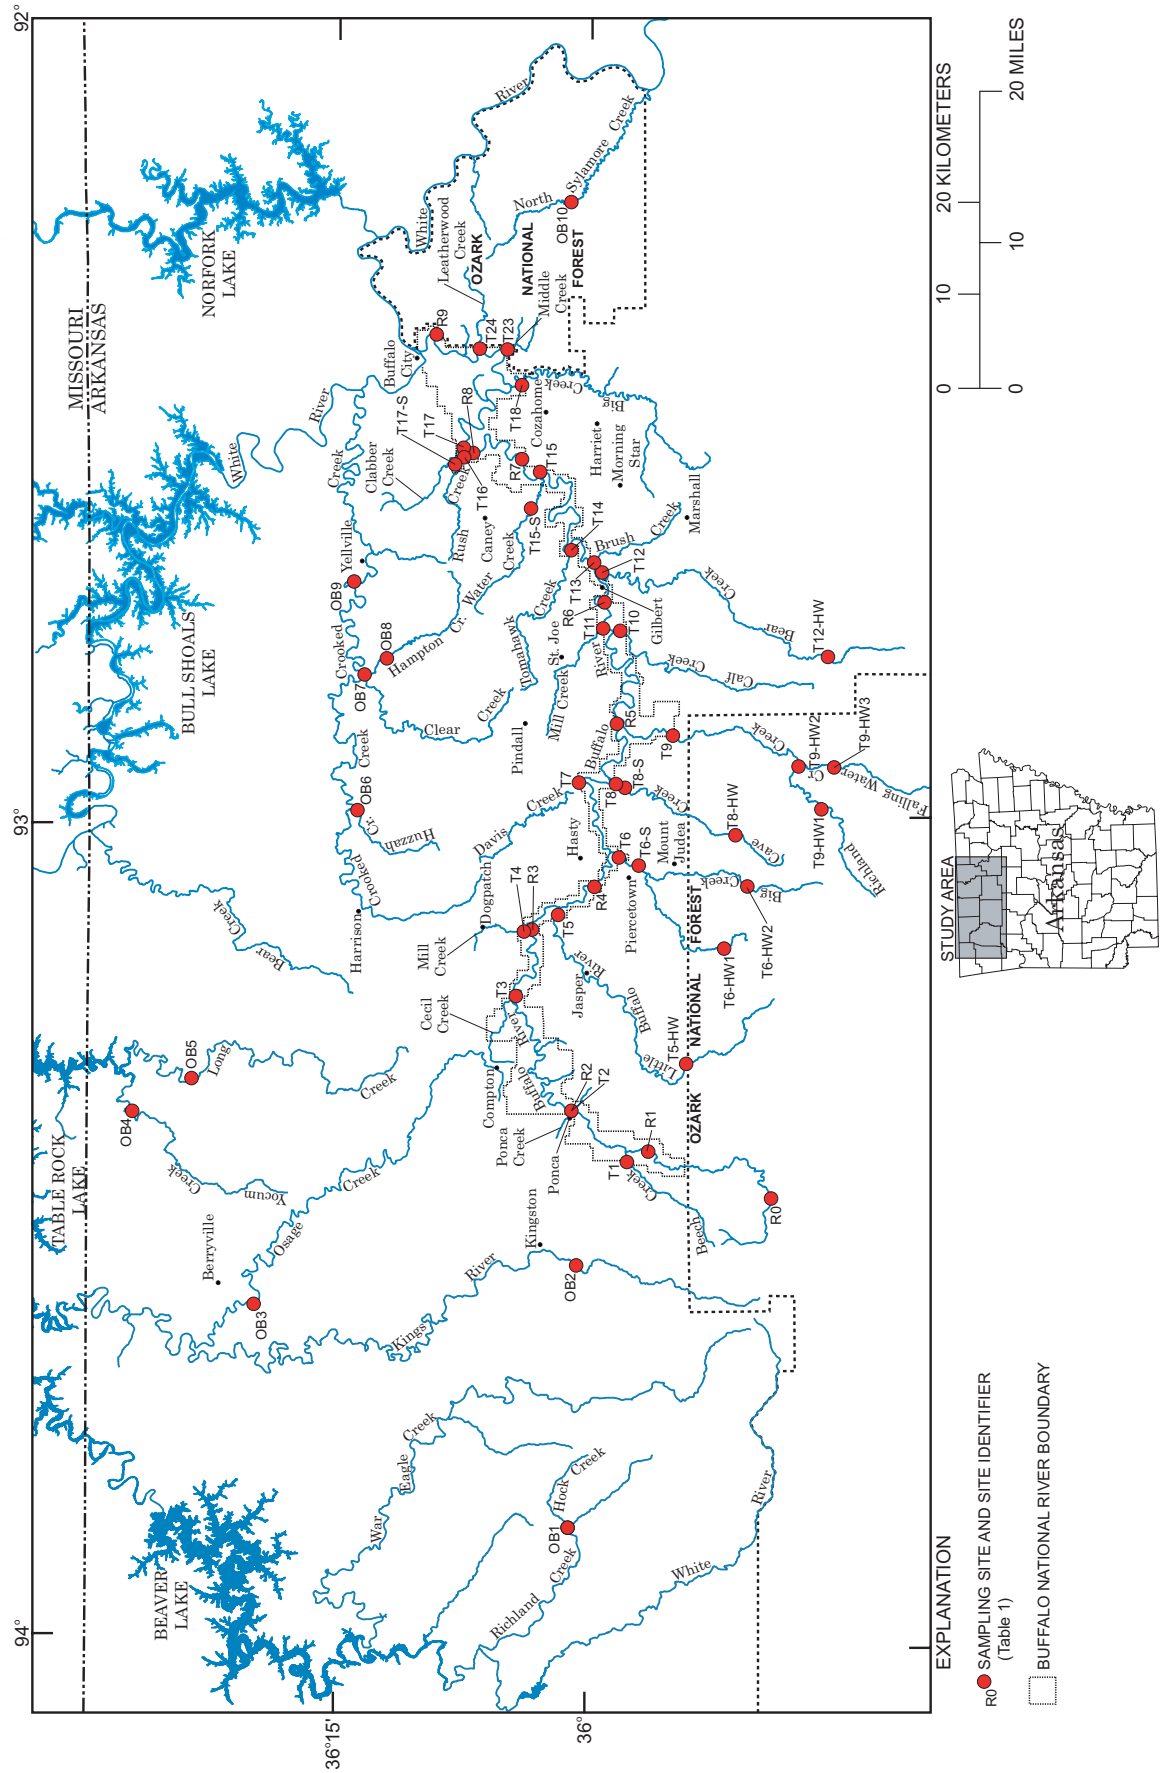 94°
93°
92°
36°15'
36°
MISSOURI
ARKANSAS
BEAVER
LAKE
TABLE ROCK
LAKE
BULL SHOALS
LAKE
NORFORK
LAKE
War
Eagle
Creek
Richland
Creek
Hock
Creek
OB1
White
River
Kings
River
Kingston
OB2
Berryville
OB3
Osage
Creek
Yocum
Creek
OB4
OB5
Long
Creek
Bear
Creek
Harrison
Crooked
Cr.
Huzzah
OB6
Creek
Crooked
OB7
OB8
Hampton
Clear
Creek
OB9
Yellville
Creek
Clabber
Creek
White
River
Buffalo
City
Compton
Ponca
Creek
Ponca
R2
T2
Buffalo
River
Cecil
Creek
T3
Mill
Creek
Dogpatch
T4
R3
Davis
Creek
T5
Jasper
Little
Buffalo
River
T5-HW
Beech
Creek
T1
R1
R0
OZARK
NATIONAL
FOREST
Hasty
R4
Piercetown
T6
T6-S
Mount
Judea
T6-HW1
T6-HW2
Big
Creek
T7
Buffalo
River
T8
T8-S
Cave
Creek
T8-HW
R5
T9
Richland
Creek
T9-HW1
T9-HW2
T9-HW3
Falling Water
Cr.
Pindall
Mill Creek
St. Joe
Tomahawk
Creek
T11
R6
T10
Gilbert
Calf
Creek
Bear
Creek
T12-HW
T12
T13
Brush
Creek
T14
Marshall
Water
Cr.
Creek
Caney
Rush
Creek
T15-S
T15
R7
T16
T17-S
T17
R8
Morning
Star
Harriet
Cozahome
T18
Big
Creek
R9
T24
T23
Middle
Creek
Leatherwood
Creek
OZARK
NATIONAL
FOREST
White
River
North
Sylamore
Creek
OB10
EXPLANATION
R0 SAMPLING SITE AND SITE IDENTIFIER
(Table 1)
BUFFALO NATIONAL RIVER BOUNDARY
STUDY AREA
Arkansas
0 10 20 KILOMETERS
0 10 20 MILES